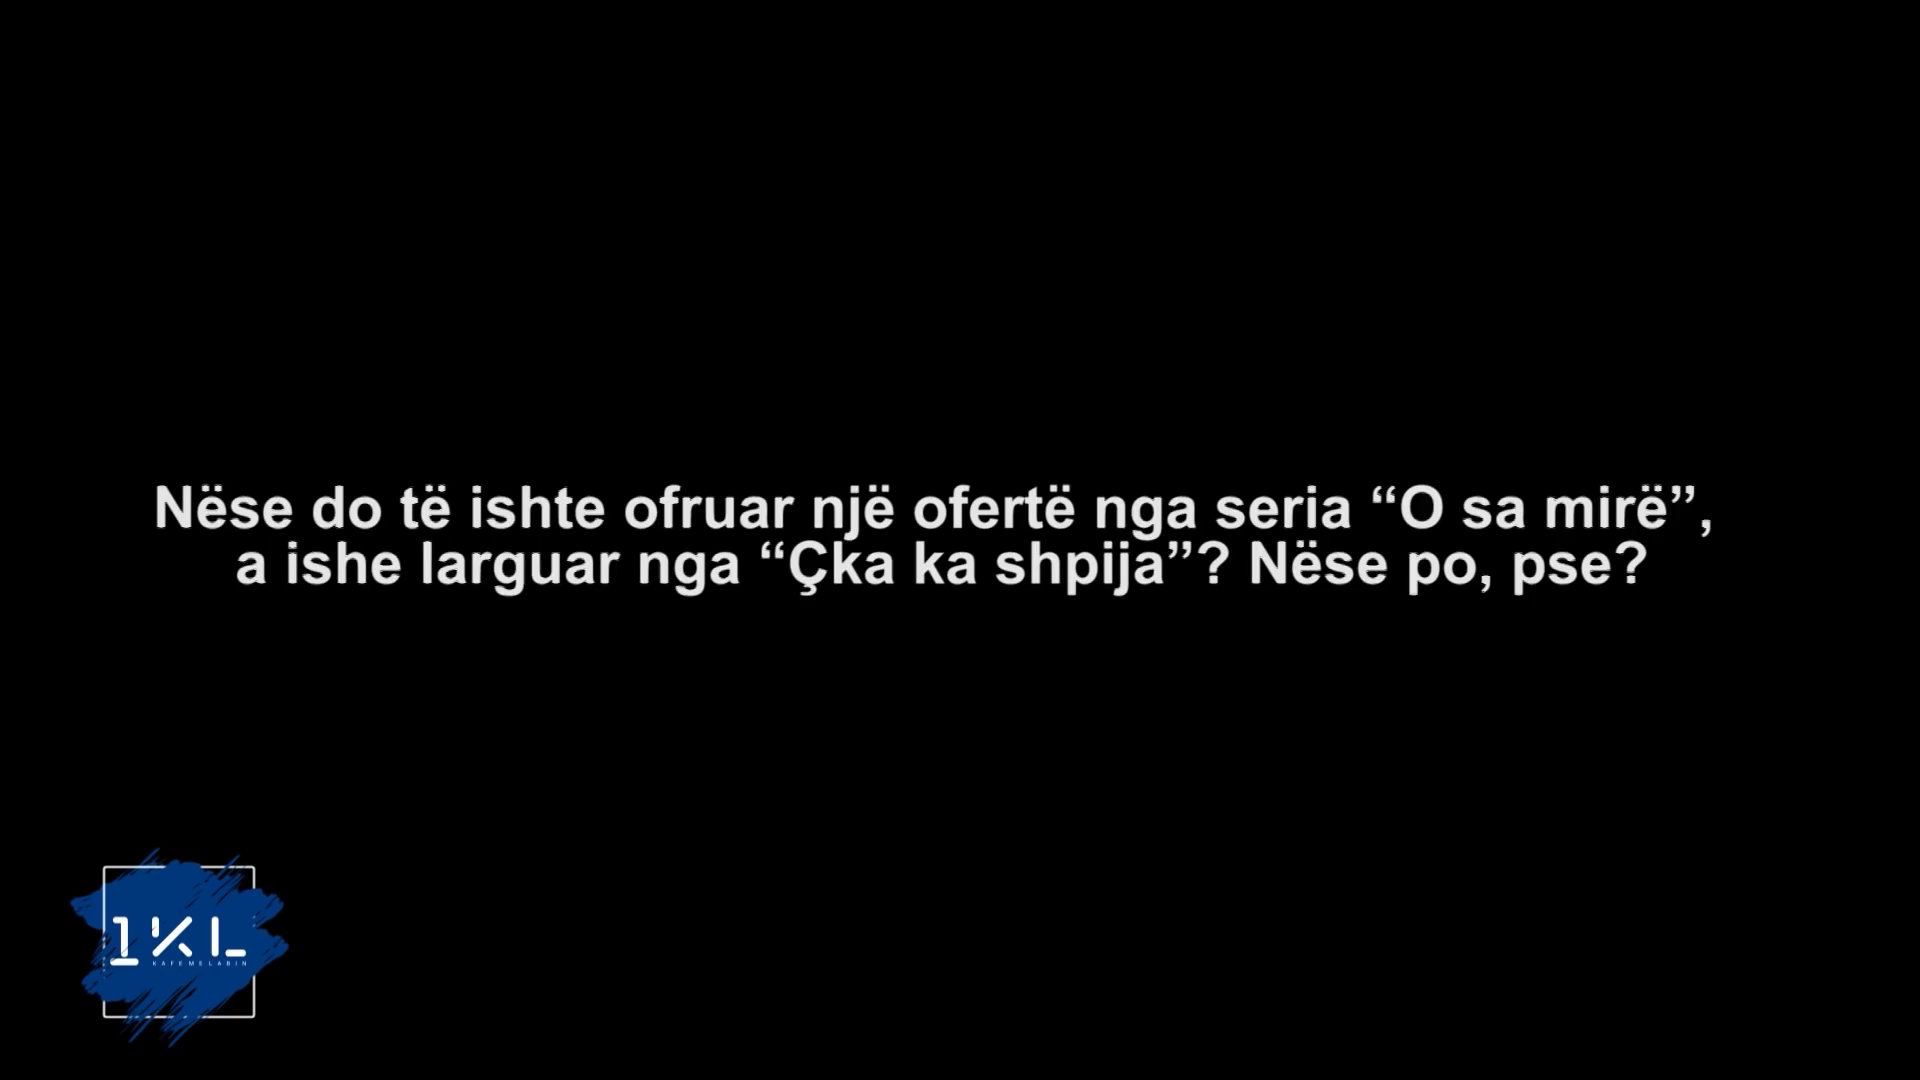 Nëse do të ishte ofruar një ofertë nga seria “O sa mirë”,
a ishe larguar nga “Çka ka shpija”? Nëse po, pse?
1KL
KAFEMELABIN